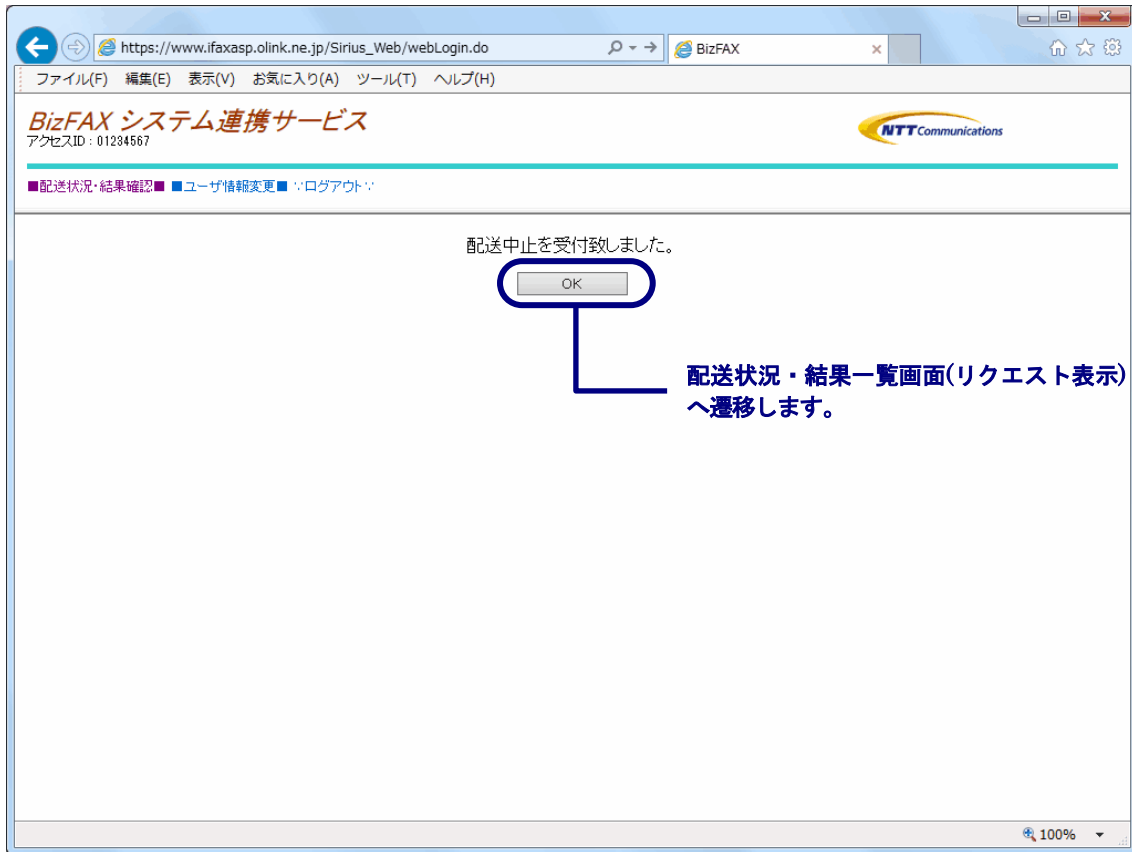 https://www.ifaxasp.olink.ne.jp/Sirius_Web/webLogin.do
BizFAX
ファイル(F) 編集(E) 表示(V) お気に入り(A) ツール(T) ヘルプ(H)
BizFAX システム連携サービス
アクセスID : 01234567
NTT Communications
■配送状況・結果確認■ ■ユーザ情報変更■ ∵ログアウト∵
配送中止を受付致しました。
OK
配送状況・結果一覧画面(リクエスト表示)
へ遷移します。
100%